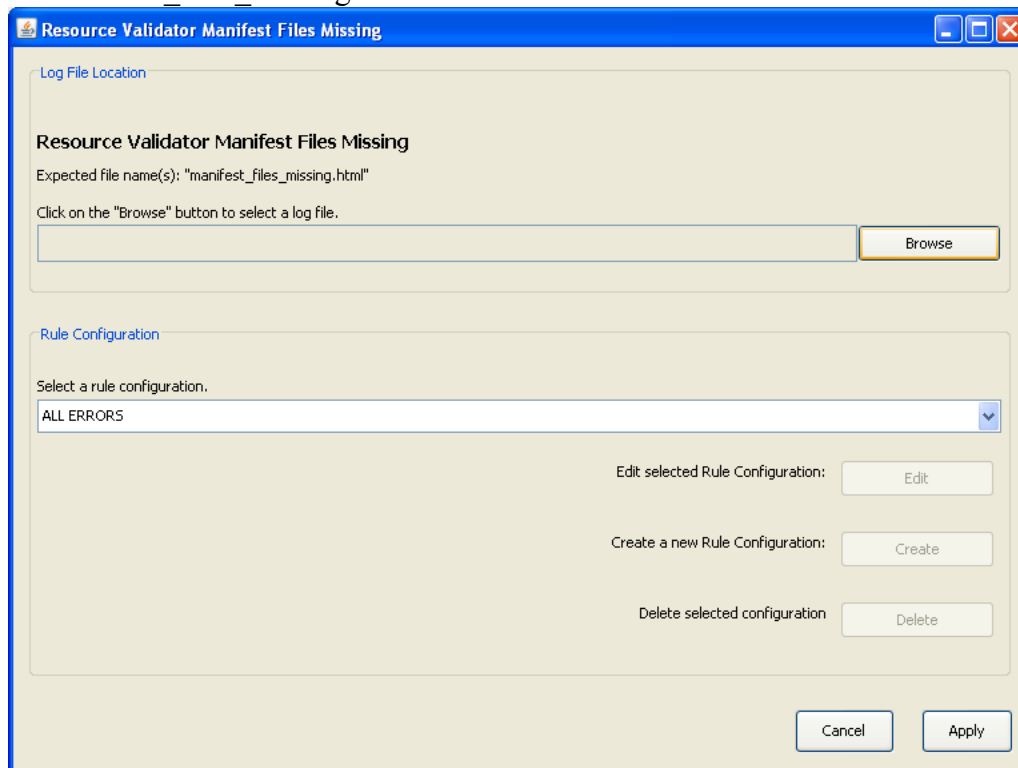 Resource Validator Manifest Files Missing
Log File Location
Resource Validator Manifest Files Missing
Expected file name(s): "manifest_files_missing.html"
Click on the "Browse" button to select a log file.
Browse
Rule Configuration
Select a rule configuration.
ALL ERRORS
Edit selected Rule Configuration:
Edit
Create a new Rule Configuration:
Create
Delete selected configuration
Delete
Cancel
Apply